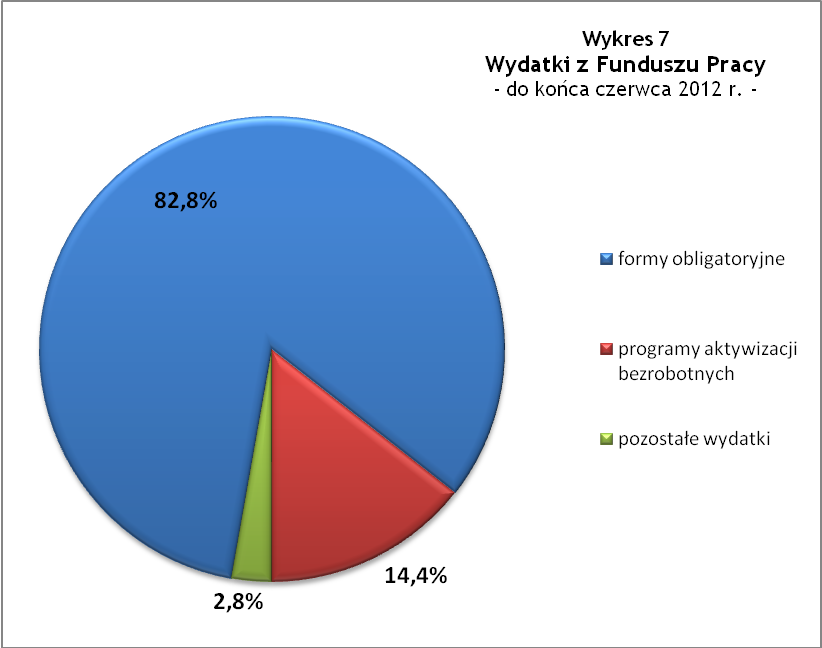 Wykres 7
Wydatki z Funduszu Pracy
- do końca czerwca 2012 r. -
82,8%
formy obligatoryjne
programy aktywizacji
bezrobotnych
pozostałe wydatki
14,4%
2,8%